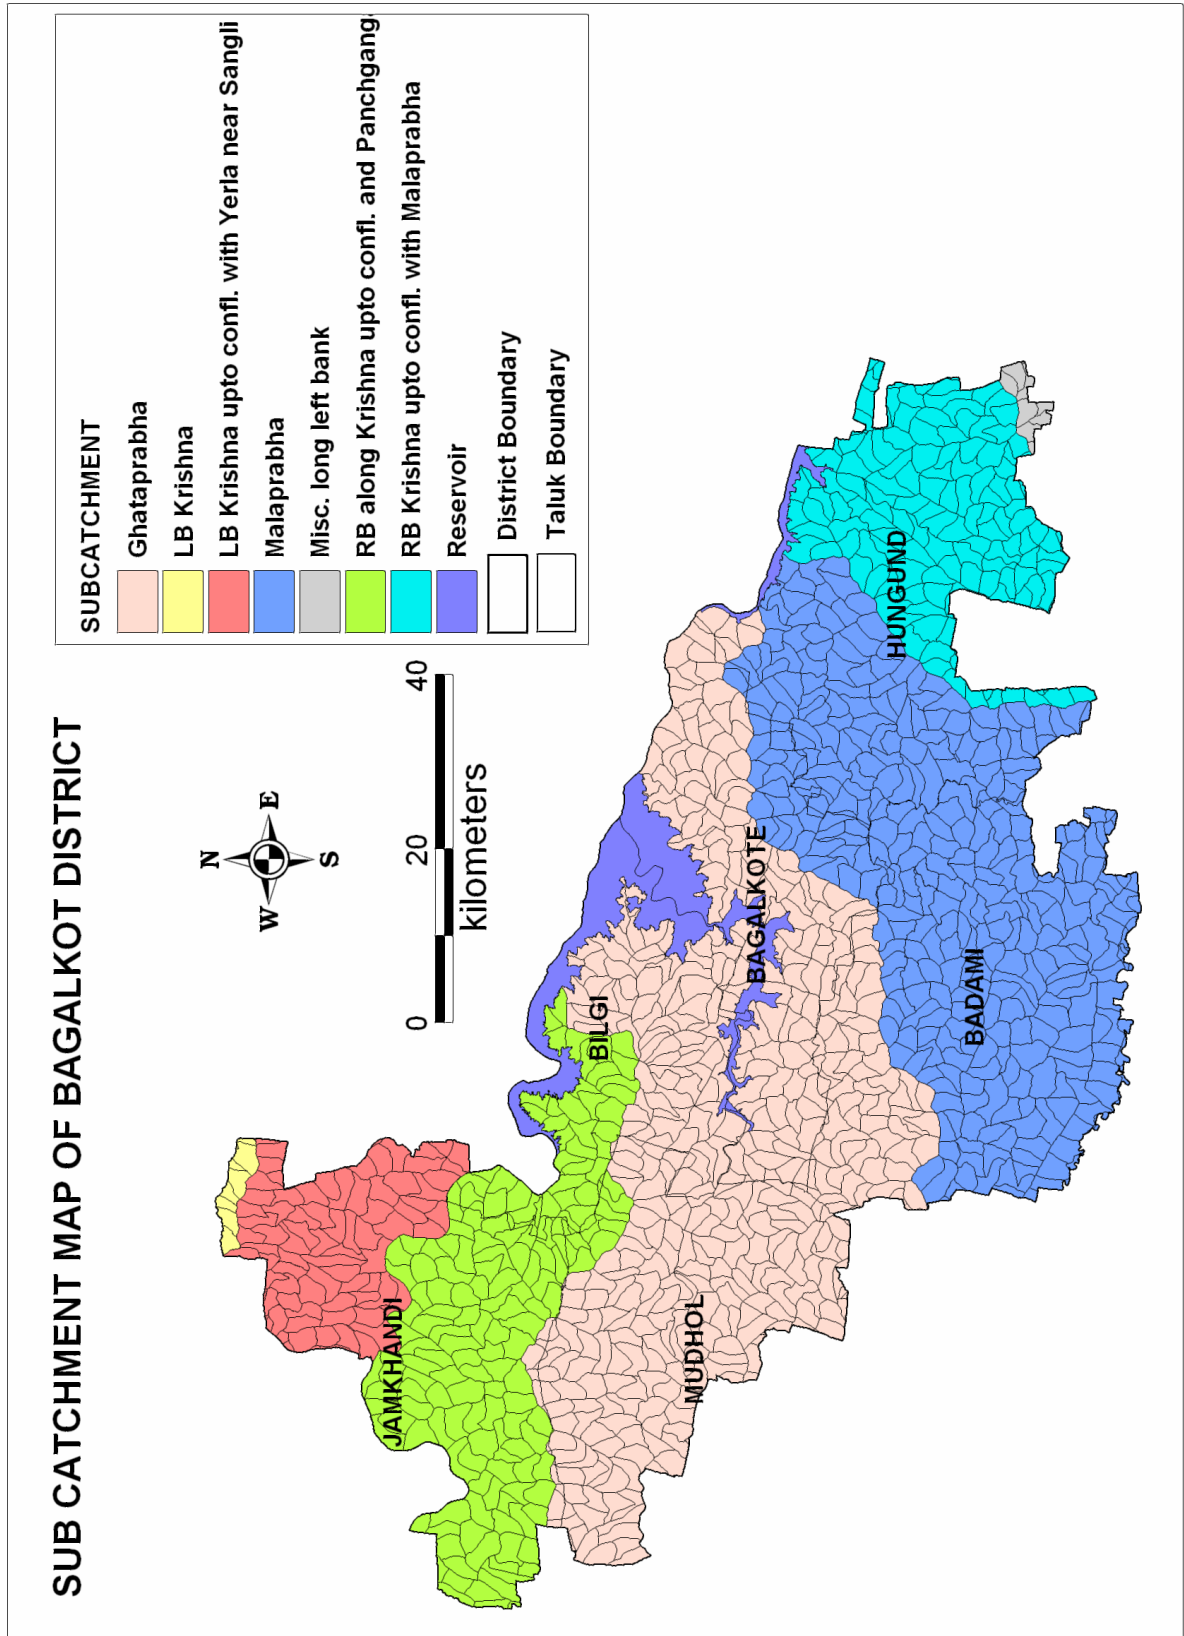 SUB CATCHMENT MAP OF BAGALKOT DISTRICT
N
W
E
S
0
20
40
kilometers
SUBCATCHMENT
Ghataprabha
LB Krishna
LB Krishna upto confl. with Yerla near Sangli
Malaprabha
Misc. long left bank
RB along Krishna upto confl. and Panchgang
RB Krishna upto confl. with Malaprabha
Reservoir
District Boundary
Taluk Boundary
JAMKHANDI
BILGI
MUDHOL
BAGALKOTE
HUNGUND
BADAMI